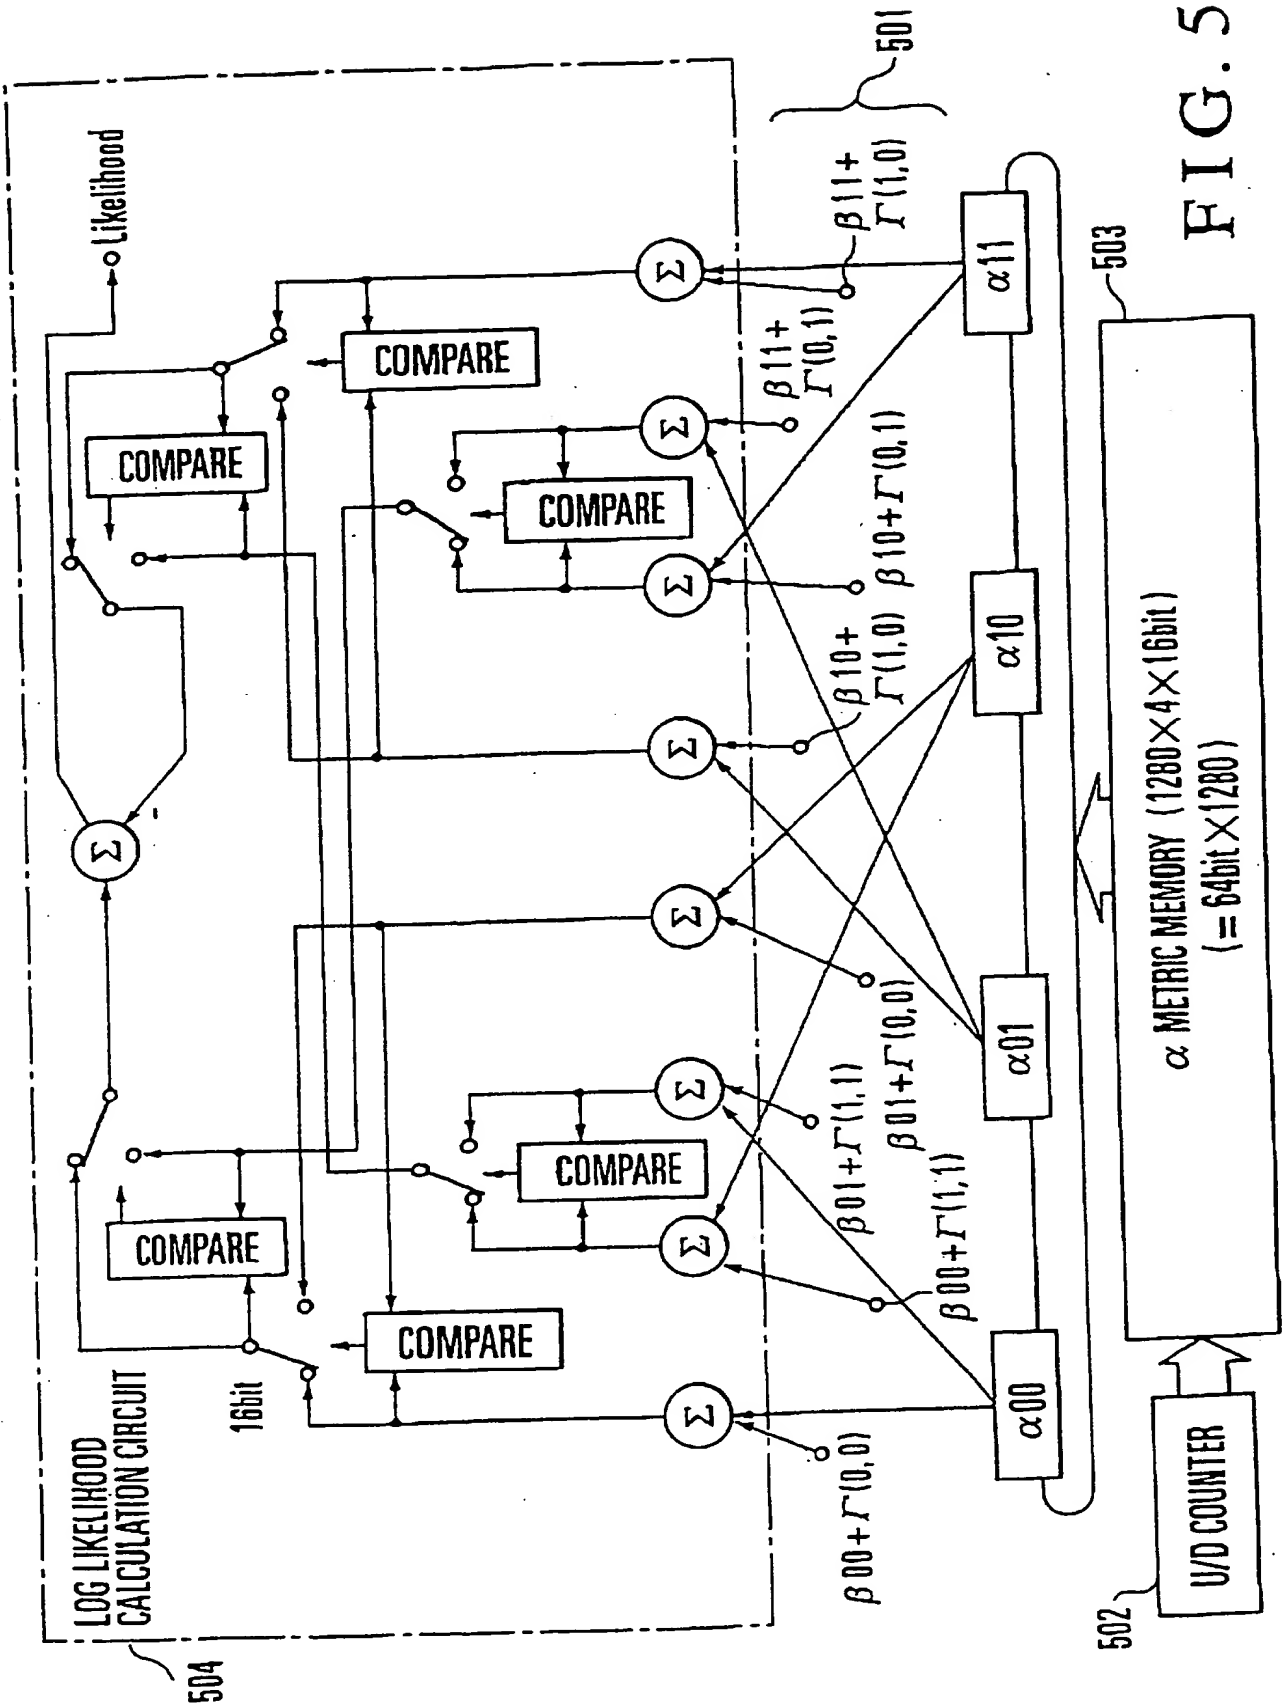 504
LOG LIKELIHOOD
CALCULATION CIRCUIT
16bit
Likelihood
COMPARE
COMPARE
COMPARE
COMPARE
COMPARE
COMPARE
Σ
Σ
Σ
Σ
Σ
Σ
Σ
Σ
Σ
β00+Γ(0,0)
β00+Γ(1,1)
β01+Γ(1,1)
β01+Γ(0,0)
β10+
Γ(1,0)
β10+Γ(0,1)
β11+
Γ(0,1)
β11+
Γ(1,0)
501
α00
α01
α10
α11
502
U/D COUNTER
503
α METRIC MEMORY (1280×4×16bit)
(=64bit×1280)
FIG.5